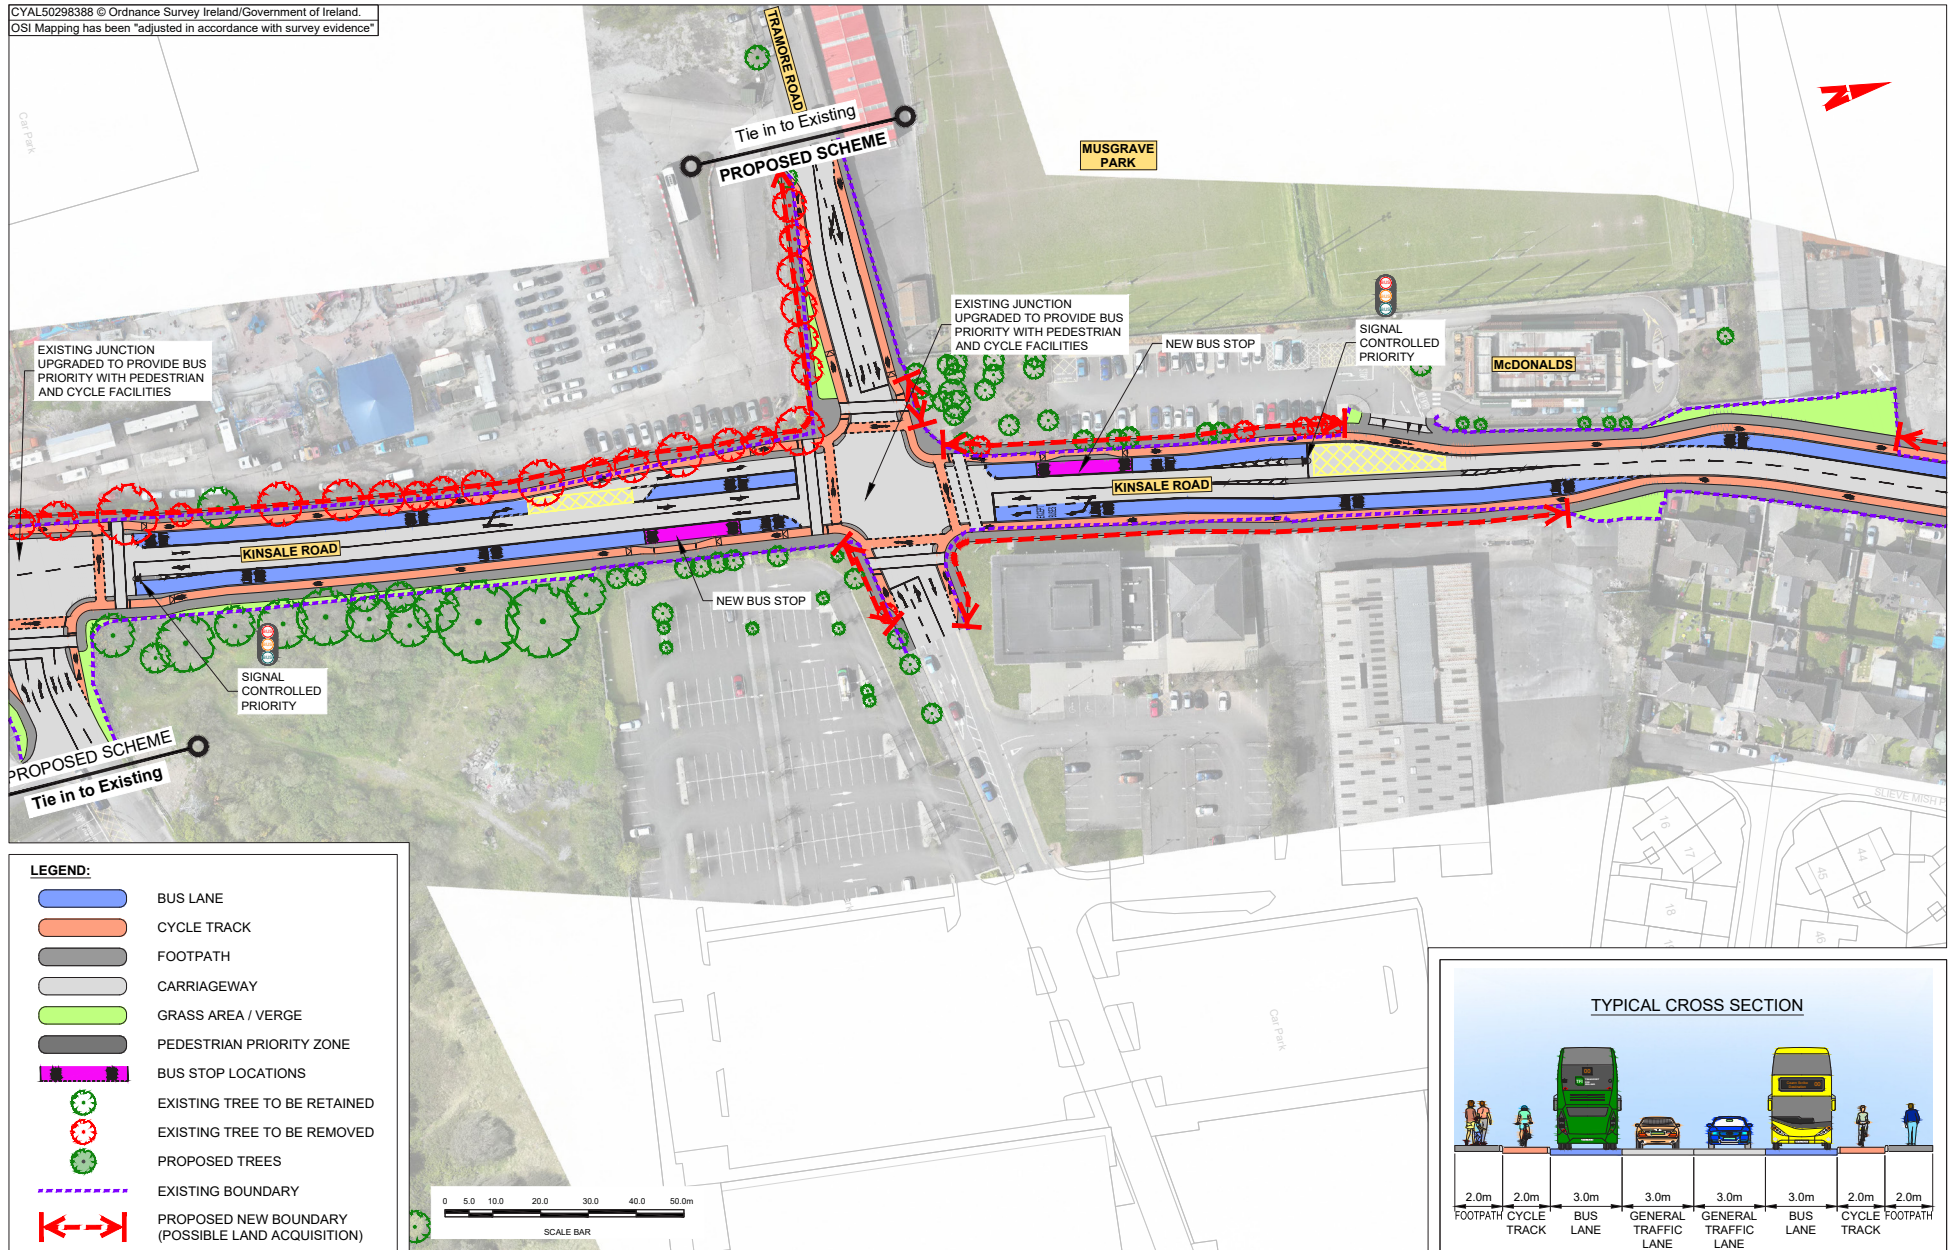 CYAL50298388 © Ordnance Survey Ireland/Government of Ireland.
OSI Mapping has been "adjusted in accordance with survey evidence"
Car Park
TRAMORE ROAD
Tie in to Existing
PROPOSED SCHEME
MUSGRAVE
PARK
N
EXISTING JUNCTION
UPGRADED TO PROVIDE BUS
PRIORITY WITH PEDESTRIAN
AND CYCLE FACILITIES
EXISTING JUNCTION
UPGRADED TO PROVIDE BUS
PRIORITY WITH PEDESTRIAN
AND CYCLE FACILITIES
NEW BUS STOP
SIGNAL
CONTROLLED
PRIORITY
McDONALDS
KINSALE ROAD
KINSALE ROAD
NEW BUS STOP
SIGNAL
CONTROLLED
PRIORITY
PROPOSED SCHEME
Tie in to Existing
SLIEVE MISH P
16
17
18
44
45
46
Car Park
LEGEND:
BUS LANE
CYCLE TRACK
FOOTPATH
CARRIAGEWAY
GRASS AREA / VERGE
PEDESTRIAN PRIORITY ZONE
BUS STOP LOCATIONS
EXISTING TREE TO BE RETAINED
EXISTING TREE TO BE REMOVED
PROPOSED TREES
EXISTING BOUNDARY
PROPOSED NEW BOUNDARY
(POSSIBLE LAND ACQUISITION)
0 5.0 10.0 20.0 30.0 40.0 50.0m
SCALE BAR
TYPICAL CROSS SECTION
2.0m 2.0m 3.0m 3.0m 3.0m 3.0m 2.0m 2.0m
FOOTPATH CYCLE BUS GENERAL GENERAL BUS CYCLE FOOTPATH
TRACK LANE TRAFFIC TRAFFIC LANE TRACK
LANE LANE